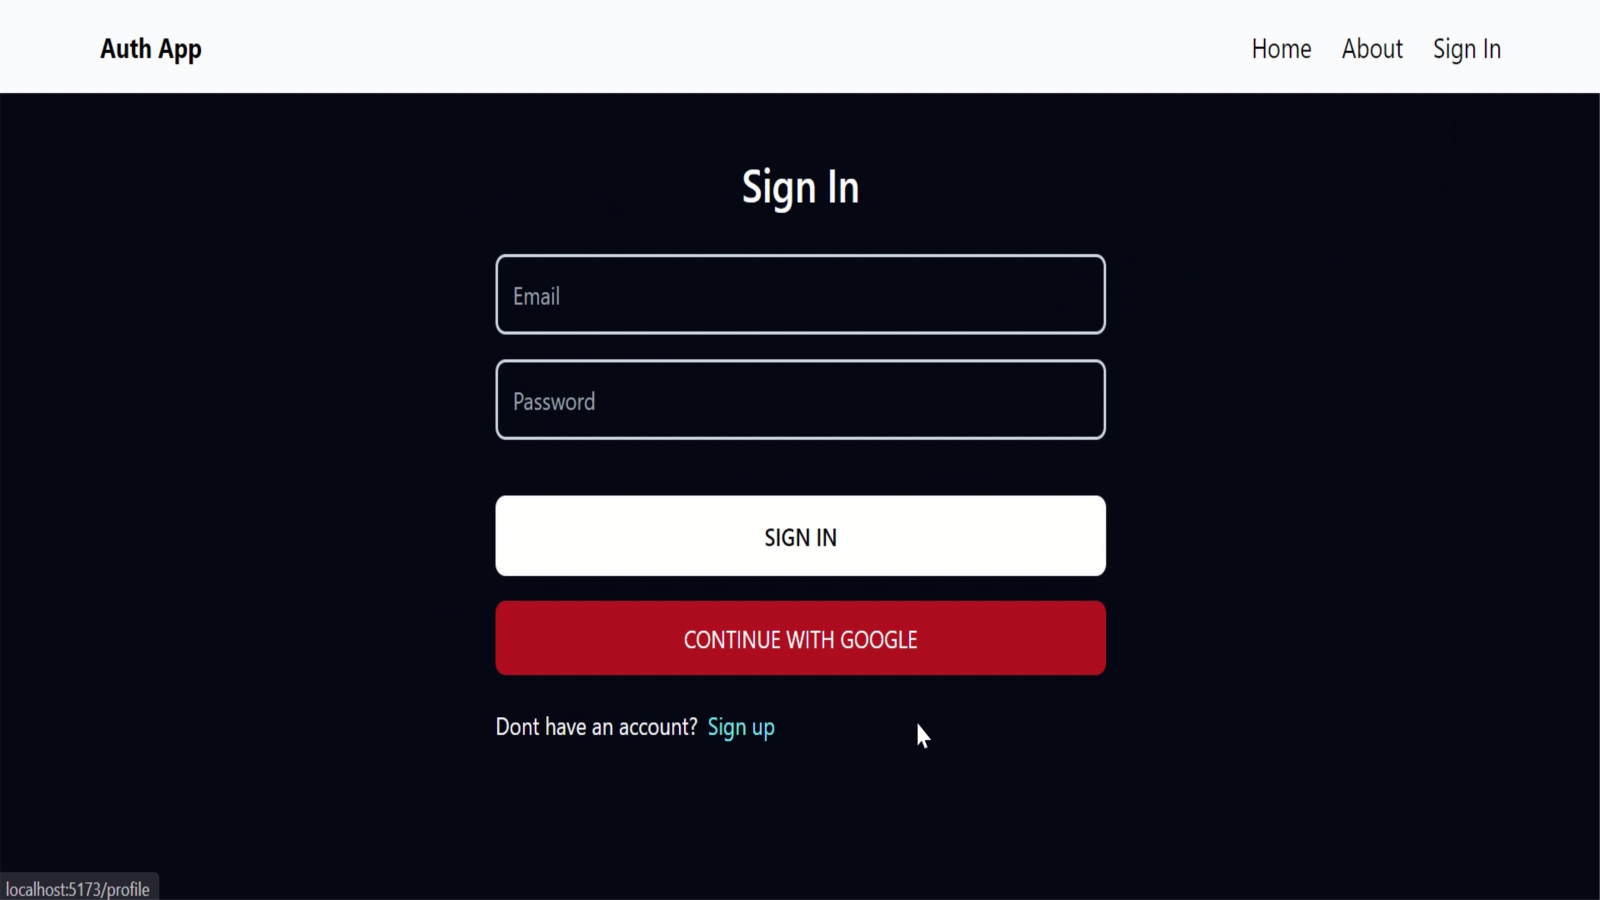 Auth App
Home About Sign In
Sign In
Email
Password
SIGN IN
CONTINUE WITH GOOGLE
Dont have an account? Sign up
localhost:5173/profile